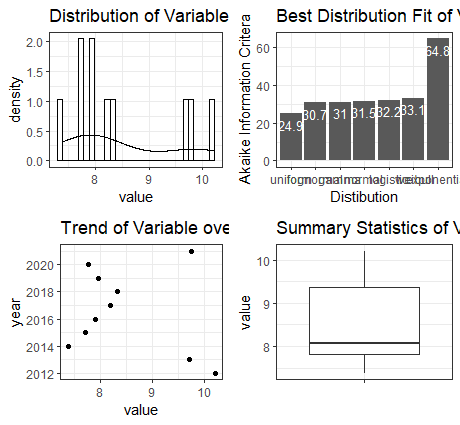 Distribution of Variable
density
2.0
1.5
1.0
0.5
0.0
8 9 10
value
Best Distribution Fit of V
Akaike Information Critera
60
40
20
0
24.9 30.7 31 31.5 32.2 33.1 64.8
uniform
Distibution
Trend of Variable ove
year
2020
2018
2016
2014
2012
8 9 10
value
Summary Statistics of V
value
10
9
8